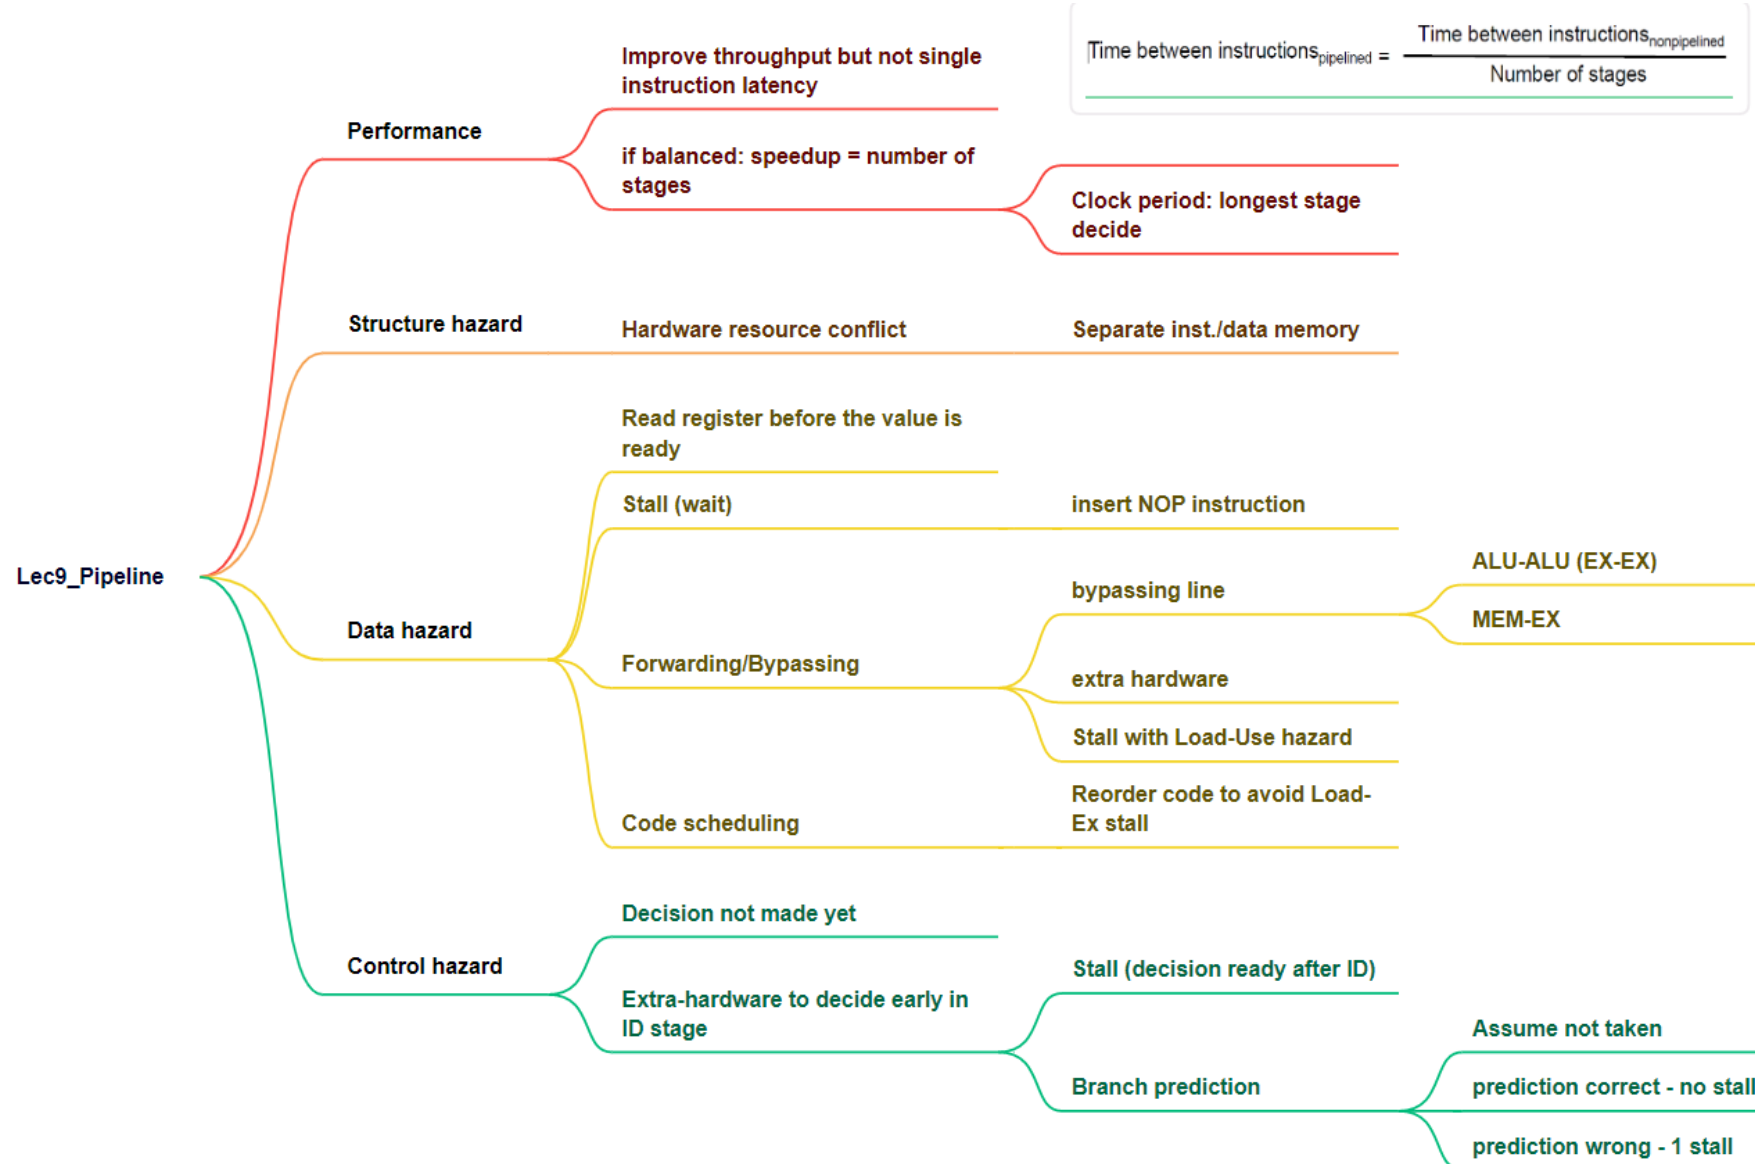 Time between instructions pipelined = Time between instructions nonpipelined
Number of stages
Improve throughput but not single
instruction latency
Performance
if balanced: speedup = number of
stages
Clock period: longest stage
decide
Structure hazard
Hardware resource conflict
Separate inst./data memory
Read register before the value is
ready
Stall (wait)
insert NOP instruction
Lec9_Pipeline
Data hazard
Forwarding/Bypassing
bypassing line
ALU-ALU (EX-EX)
MEM-EX
extra hardware
Stall with Load-Use hazard
Code scheduling
Reorder code to avoid Load-
Ex stall
Control hazard
Decision not made yet
Extra-hardware to decide early in
ID stage
Stall (decision ready after ID)
Branch prediction
Assume not taken
prediction correct - no stall
prediction wrong - 1 stall